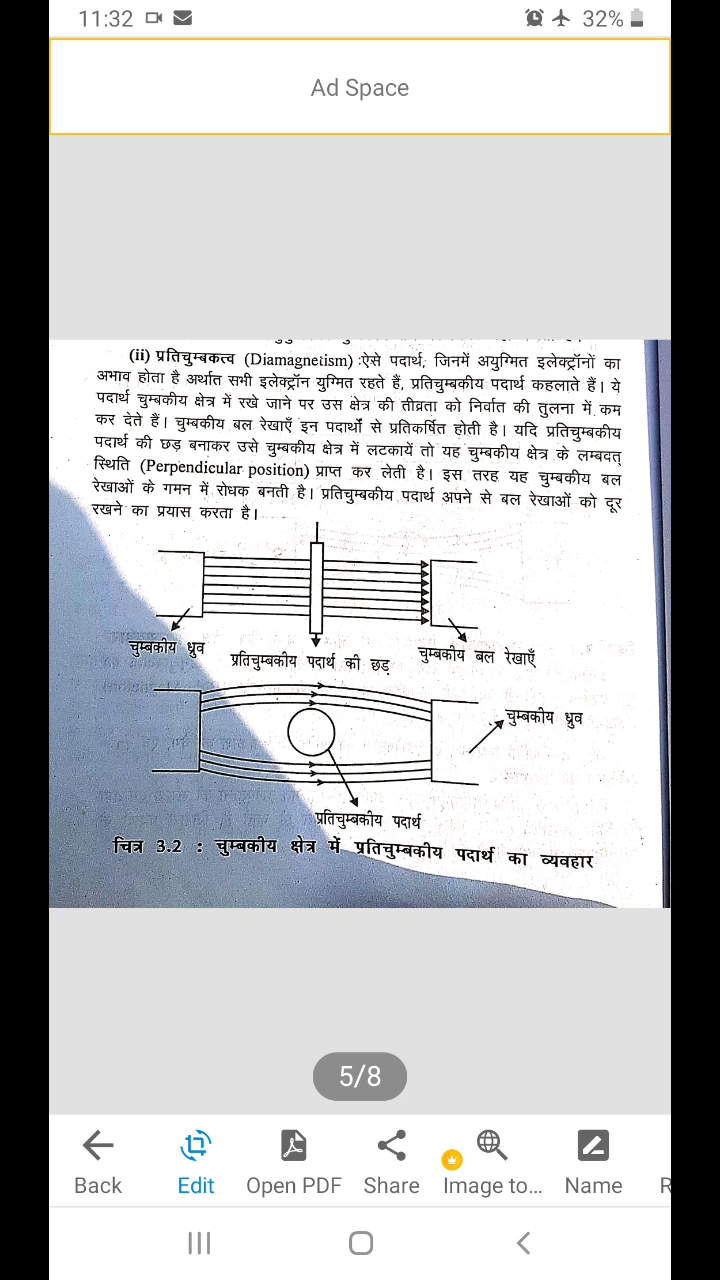 11:32 32%
Ad Space
(ii) प्रतिचुम्बकत्व (Diamagnetism) :ऐसे पदार्थ, जिनमें अयुग्मित इलेक्ट्रॉनों का
अभाव होता है अर्थात सभी इलेक्ट्रॉन युग्मित रहते हैं, प्रतिचुम्बकीय पदार्थ कहलाते हैं। ये
पदार्थ चुम्बकीय क्षेत्र में रखे जाने पर उस क्षेत्र की तीव्रता को निर्वात की तुलना में कम
कर देते हैं। चुम्बकीय बल रेखाएँ इन पदार्थों से प्रतिकर्षित होती है। यदि प्रतिचुम्बकीय
पदार्थ की छड़ बनाकर उसे चुम्बकीय क्षेत्र में लटकायें तो यह चुम्बकीय क्षेत्र के लम्बवत्
स्थिति (Perpendicular position) प्राप्त कर लेती है। इस तरह यह चुम्बकीय बल
रेखाओं के गमन में रोधक बनती है। प्रतिचुम्बकीय पदार्थ अपने से बल रेखाओं को दूर
रखने का प्रयास करता है।
चुम्बकीय ध्रुव
प्रतिचुम्बकीय पदार्थ की छड़
चुम्बकीय बल रेखाएँ
चुम्बकीय ध्रुव
प्रतिचुम्बकीय पदार्थ
चित्र 3.2 : चुम्बकीय क्षेत्र में प्रतिचुम्बकीय पदार्थ का व्यवहार
5/8
Back Edit Open PDF Share Image to... Name